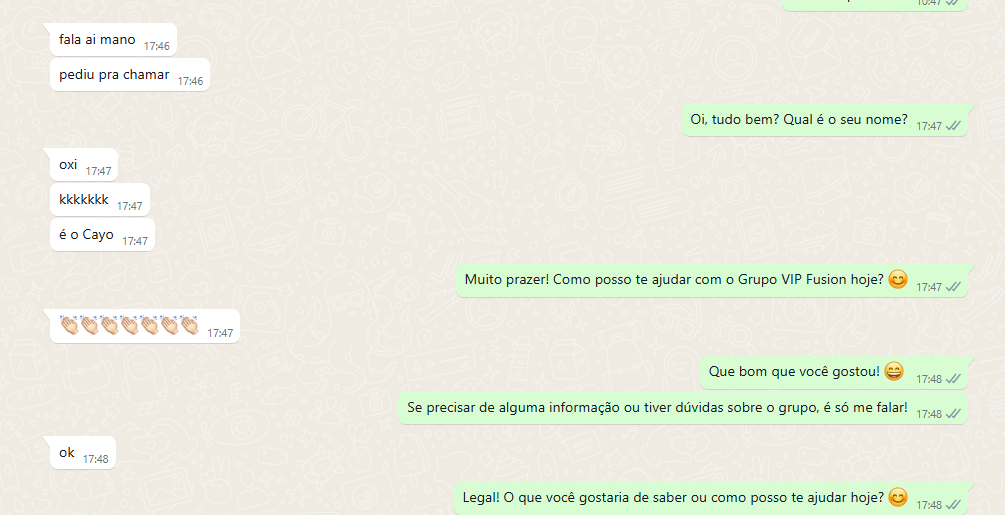 10:47
fala ai mano 17:46
pediu pra chamar 17:46
Oi, tudo bem? Qual é o seu nome? 17:47
oxi 17:47
kkkkkkk 17:47
é o Cayo 17:47
Muito prazer! Como posso te ajudar com o Grupo VIP Fusion hoje? 😊 17:47
👏🏻👏🏻👏🏻👏🏻👏🏻👏🏻👏🏻 17:47
Que bom que você gostou! 😄 17:48
Se precisar de alguma informação ou tiver dúvidas sobre o grupo, é só me falar! 17:48
ok 17:48
Legal! O que você gostaria de saber ou como posso te ajudar hoje? 😊 17:48